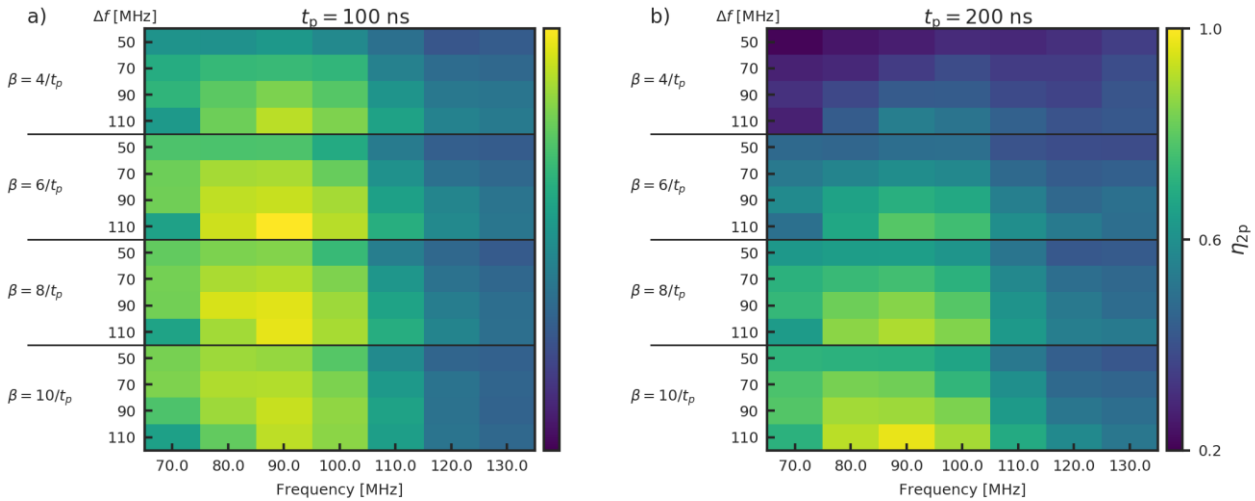 a)
Δf [MHz]
t_p = 100 ns
50
70
90
110
β = 4/t_p
50
70
90
110
β = 6/t_p
50
70
90
110
β = 8/t_p
50
70
90
110
β = 10/t_p
70.0 80.0 90.0 100.0 110.0 120.0 130.0
Frequency [MHz]
b)
Δf [MHz]
t_p = 200 ns
50
70
90
110
β = 4/t_p
50
70
90
110
β = 6/t_p
50
70
90
110
β = 8/t_p
50
70
90
110
β = 10/t_p
70.0 80.0 90.0 100.0 110.0 120.0 130.0
Frequency [MHz]
1.0
0.6
0.2
η_2p